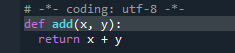 # -*- coding: utf-8 -*-
def add(x, y):
  return x + y